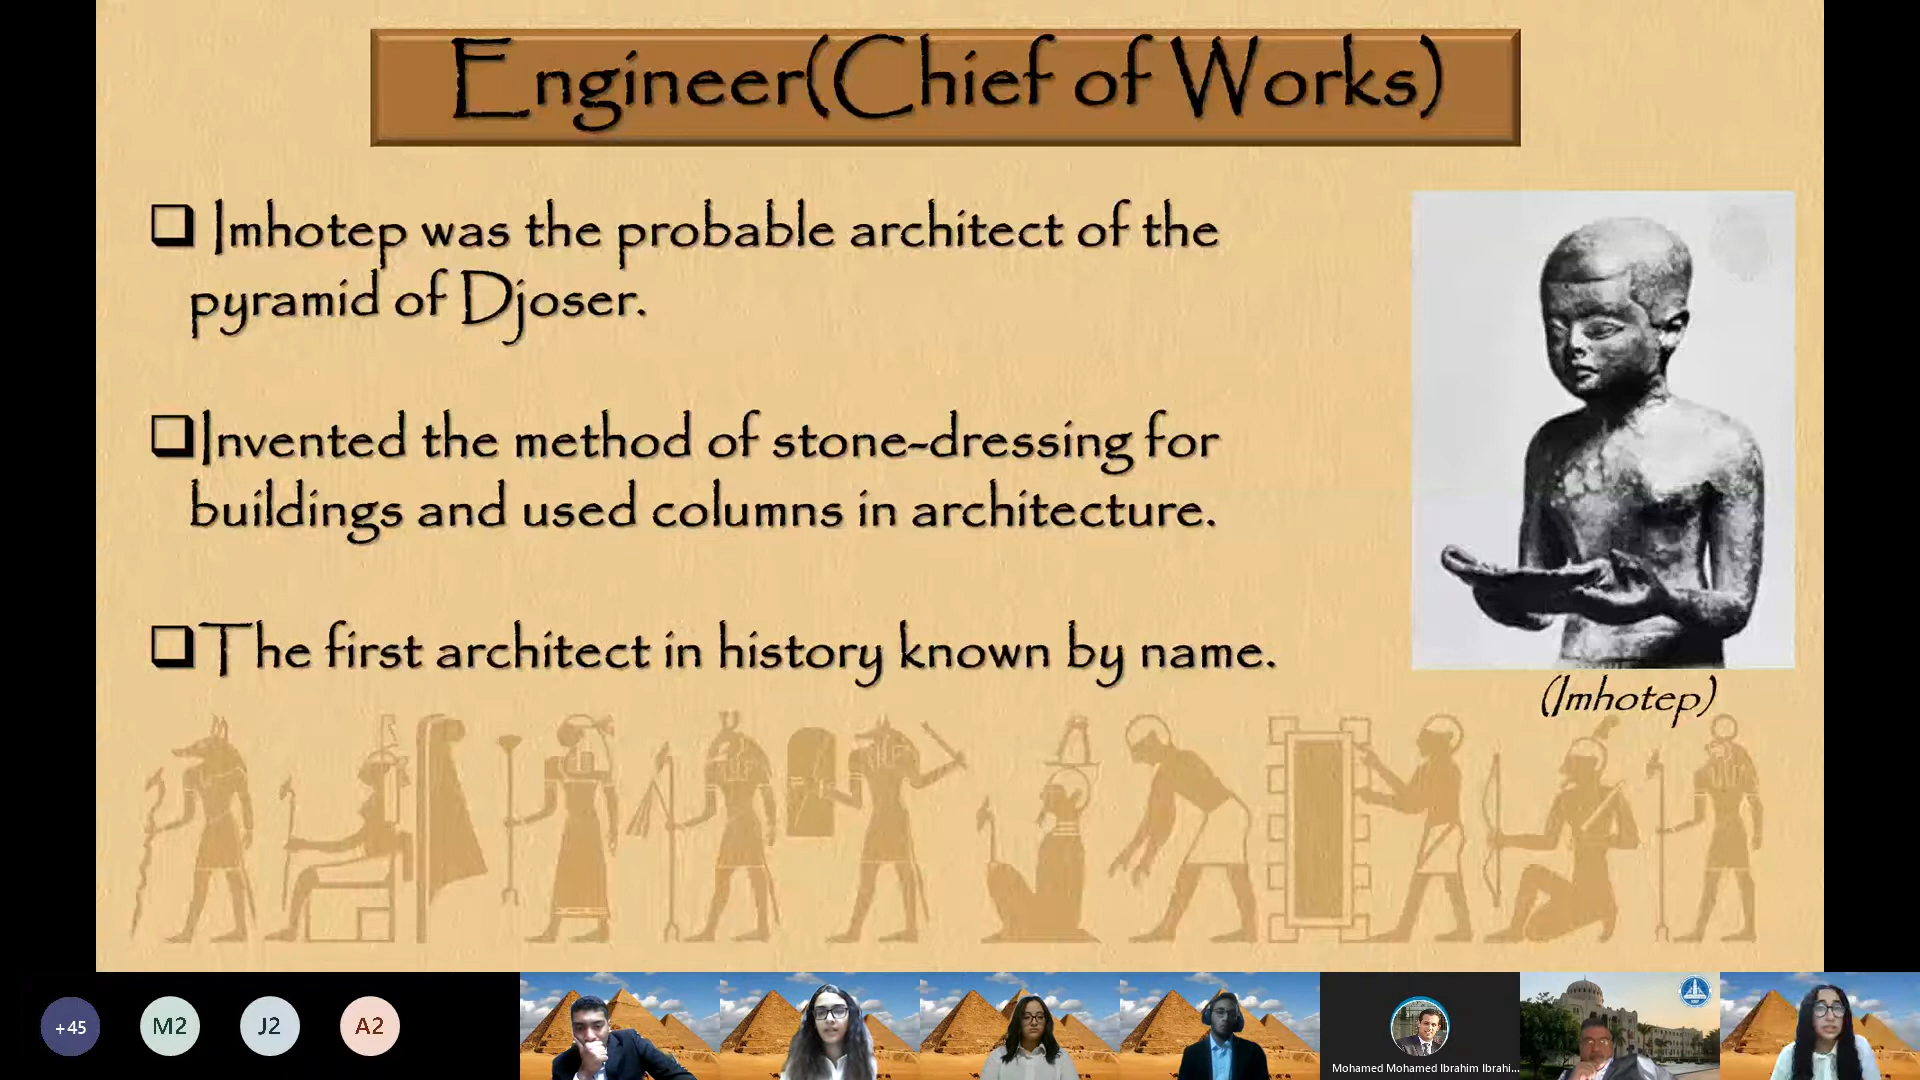 Engineer(Chief of Works)
Imhotep was the probable architect of the
pyramid of Djoser.
Invented the method of stone-dressing for
buildings and used columns in architecture.
The first architect in history known by name.
(Imhotep)
+45
M2
J2
A2
Mohamed Mohamed Ibrahim Ibrahi...